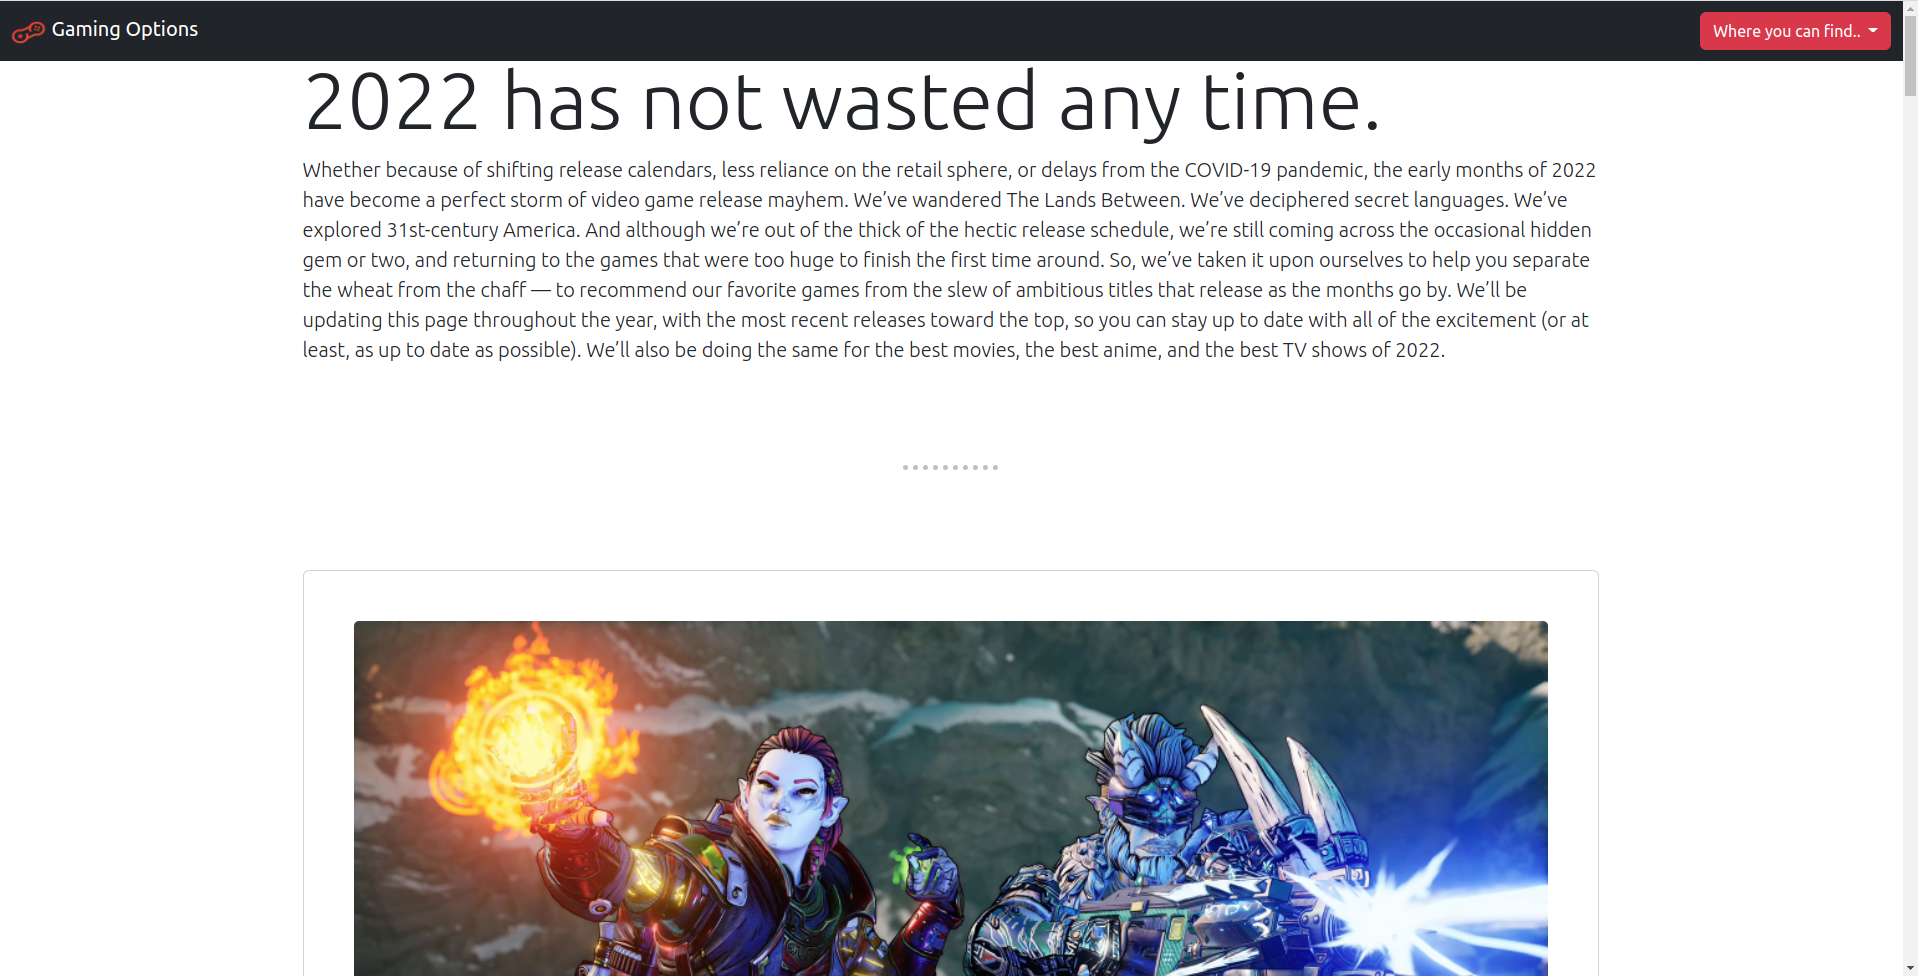 Gaming Options
Where you can find..
2022 has not wasted any time.
Whether because of shifting release calendars, less reliance on the retail sphere, or delays from the COVID-19 pandemic, the early months of 2022
have become a perfect storm of video game release mayhem. We’ve wandered The Lands Between. We’ve deciphered secret languages. We’ve
explored 31st-century America. And although we’re out of the thick of the hectic release schedule, we’re still coming across the occasional hidden
gem or two, and returning to the games that were too huge to finish the first time around. So, we’ve taken it upon ourselves to help you separate
the wheat from the chaff — to recommend our favorite games from the slew of ambitious titles that release as the months go by. We’ll be
updating this page throughout the year, with the most recent releases toward the top, so you can stay up to date with all of the excitement (or at
least, as up to date as possible). We’ll also be doing the same for the best movies, the best anime, and the best TV shows of 2022.